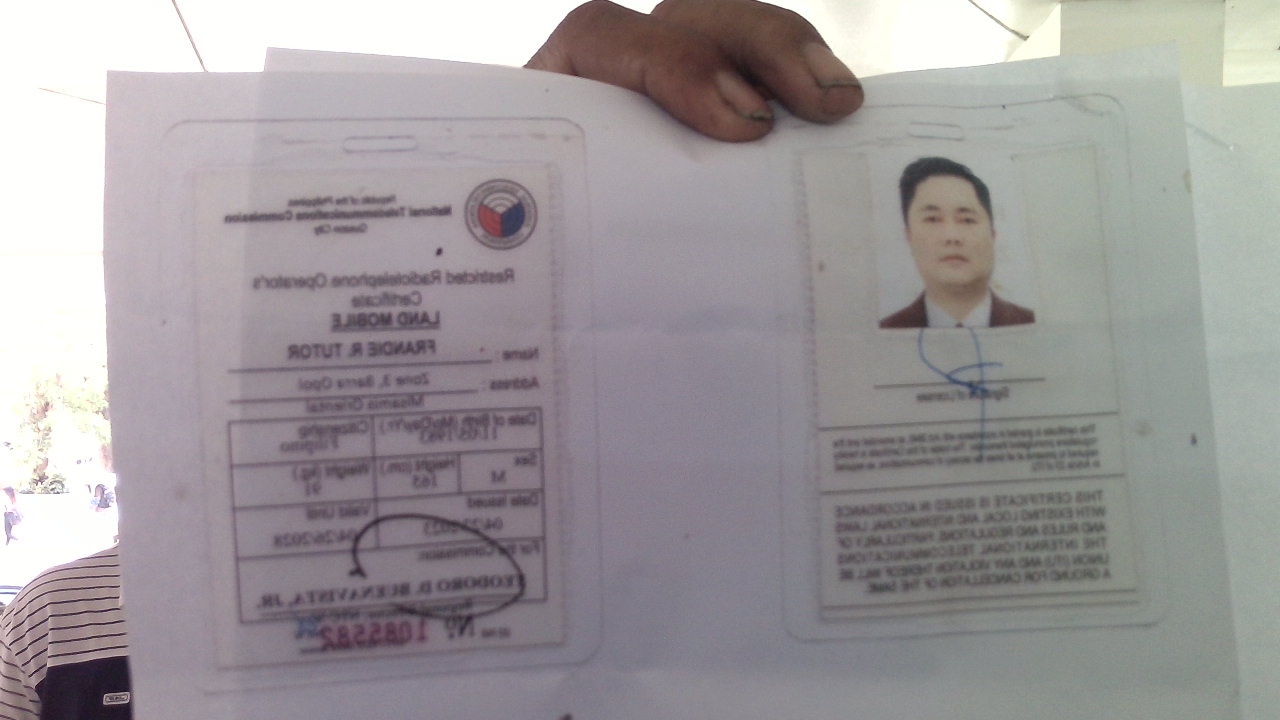 Republic of the Philippines
National Telecommunications Commission
Quezon City
Restricted Radiotelephone Operator's
Certificate
LAND MOBILE
Name : FRANDIE R. TUTOR
Address : Zone 3, Barra Opol
Misamis Oriental
Date of Birth (Mo/Day/Yr.) Citizenship
11/05/1983 Filipino
Sex Height (cm.) Weight (kg.)
M 165 91
Date Issued Valid Until
04/27/2023 04/26/2028
For the Commission:
TEODORO D. BUENAVISTA, JR.
Nº 1085582
Signature of Licensee
THIS CERTIFICATE IS ISSUED IN ACCORDANCE
WITH EXISTING LOCAL AND INTERNATIONAL LAWS
AND RULES AND REGULATIONS, PARTICULARLY OF
THE INTERNATIONAL TELECOMMUNICATIONS
UNION (ITU) AND ANY VIOLATION THEREOF WILL BE
A GROUND FOR CANCELLATION OF THE SAME.